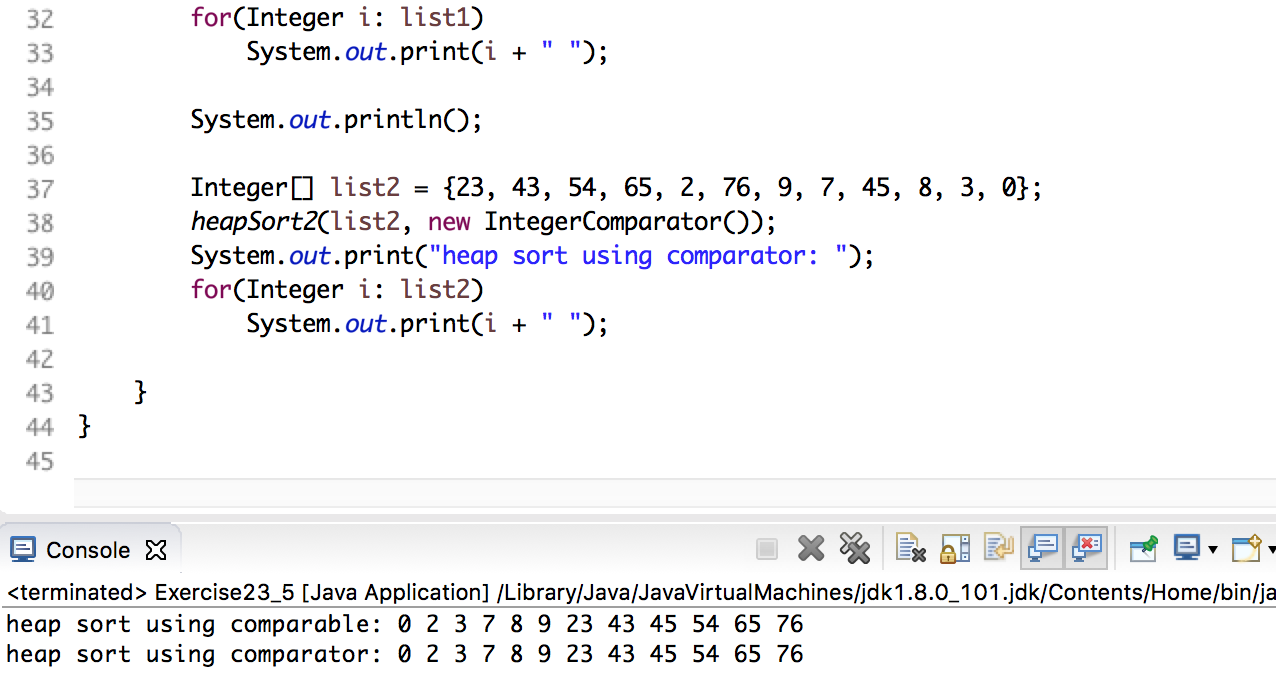 32 for(Integer i: list1)
33 System.out.print(i + " ");
34
35 System.out.println();
36
37 Integer[] list2 = {23, 43, 54, 65, 2, 76, 9, 7, 45, 8, 3, 0};
38 heapSort2(list2, new IntegerComparator());
39 System.out.print("heap sort using comparator: ");
40 for(Integer i: list2)
41 System.out.print(i + " ");
42
43 }
44 }
45
Console
<terminated> Exercise23_5 [Java Application] /Library/Java/JavaVirtualMachines/jdk1.8.0_101.jdk/Contents/Home/bin/ja
heap sort using comparable: 0 2 3 7 8 9 23 43 45 54 65 76
heap sort using comparator: 0 2 3 7 8 9 23 43 45 54 65 76